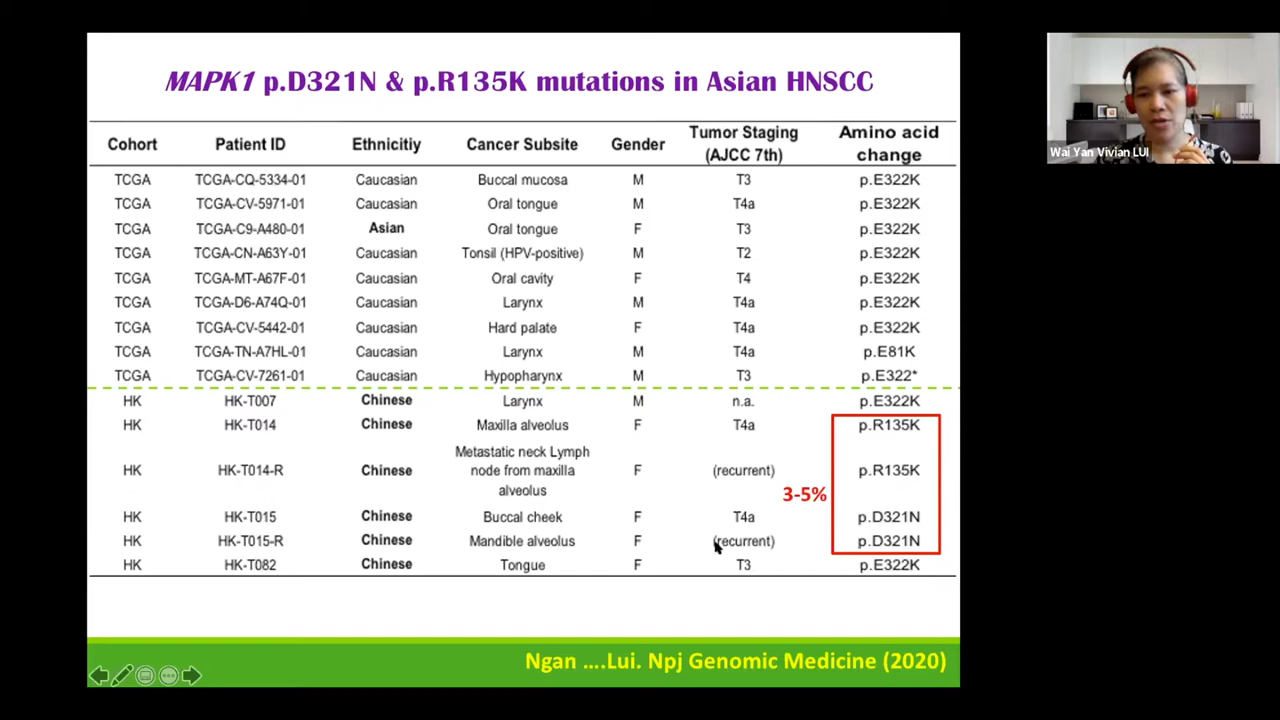 MAPK1 p.D321N & p.R135K mutations in Asian HNSCC
Cohort Patient ID Ethnicitiy Cancer Subsite Gender Tumor Staging (AJCC 7th) Amino acid change
TCGA TCGA-CQ-5334-01 Caucasian Buccal mucosa M T3 p.E322K
TCGA TCGA-CV-5971-01 Caucasian Oral tongue M T4a p.E322K
TCGA TCGA-C9-A480-01 Asian Oral tongue F T3 p.E322K
TCGA TCGA-CN-A63Y-01 Caucasian Tonsil (HPV-positive) M T2 p.E322K
TCGA TCGA-MT-A67F-01 Caucasian Oral cavity F T4 p.E322K
TCGA TCGA-D6-A74Q-01 Caucasian Larynx M T4a p.E322K
TCGA TCGA-CV-5442-01 Caucasian Hard palate F T4a p.E322K
TCGA TCGA-TN-A7HL-01 Caucasian Larynx M T4a p.E81K
TCGA TCGA-CV-7261-01 Caucasian Hypopharynx M T3 p.E322*
HK HK-T007 Chinese Larynx M n.a. p.E322K
HK HK-T014 Chinese Maxilla alveolus F T4a p.R135K
HK HK-T014-R Chinese Metastatic neck Lymph node from maxilla alveolus F (recurrent) p.R135K
3-5%
HK HK-T015 Chinese Buccal cheek F T4a p.D321N
HK HK-T015-R Chinese Mandible alveolus F (recurrent) p.D321N
HK HK-T082 Chinese Tongue F T3 p.E322K
Ngan ....Lui. Npj Genomic Medicine (2020)
Wai Yan Vivian LUI